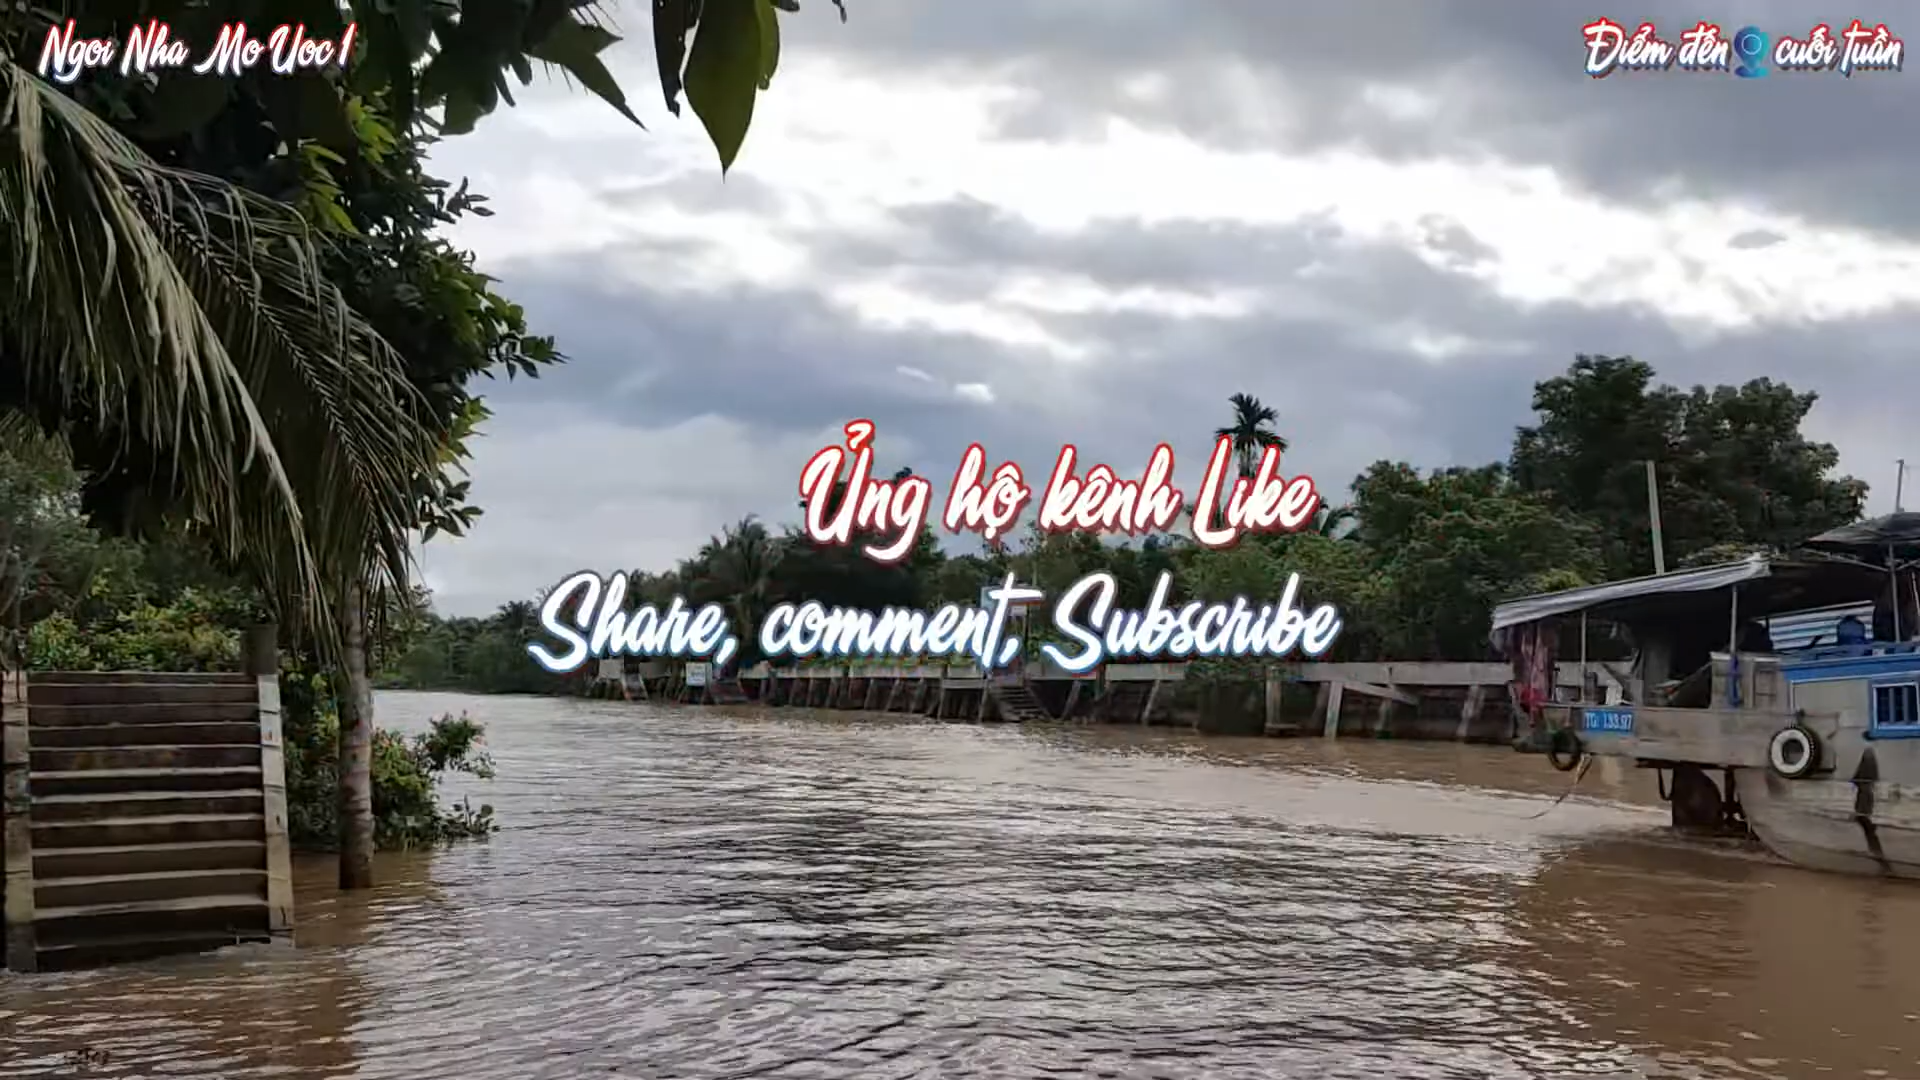 Ngoi Nha Mo Uoc 1
Điểm đến cuối tuần
Ủng hộ kênh Like
Share, comment, Subscribe